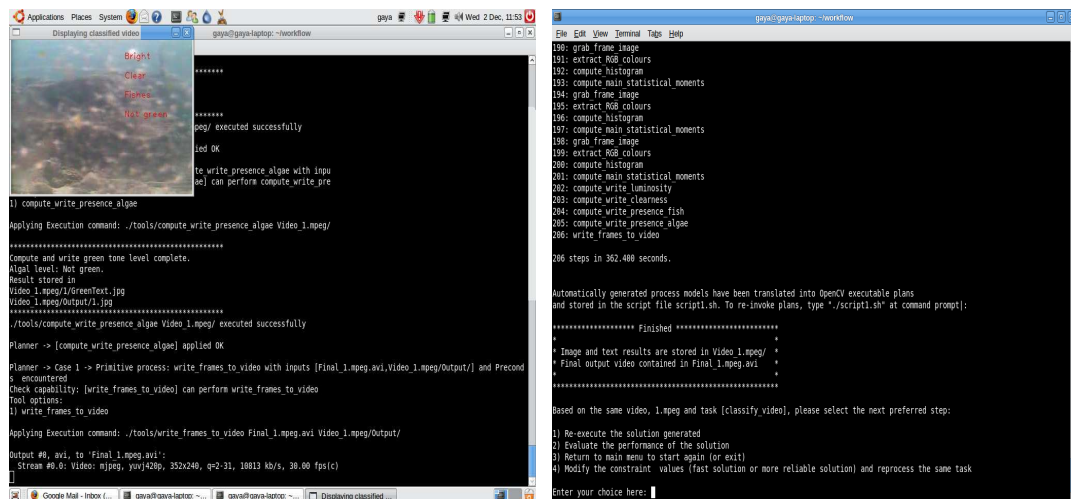 Applications Places System
gaya Wed 2 Dec, 11:53
Displaying classified video
gaya@gaya-laptop: ~/workflow
Bright
Clear
Fishes
Not green
*******
*******
peg/ executed successfully
ied OK
te_write_presence_algae with inpu
ae] can perform compute_write_pre
1) compute_write_presence_algae
Applying Execution command: ./tools/compute_write_presence_algae Video_1.mpeg/
****************************************************
Compute and write green tone level complete.
Algal level: Not green.
Result stored in
Video_1.mpeg/1/GreenText.jpg
Video_1.mpeg/Output/1.jpg
****************************************************
./tools/compute_write_presence_algae Video_1.mpeg/ executed successfully
Planner -> [compute_write_presence_algae] applied OK
Planner -> Case 1 -> Primitive process: write_frames_to_video with inputs [Final_1.mpeg.avi,Video_1.mpeg/Output/] and Precond
s encountered
Check capability: [write_frames_to_video] can perform write_frames_to_video
Tool options:
1) write_frames_to_video
Applying Execution command: ./tools/write_frames_to_video Final_1.mpeg.avi Video_1.mpeg/Output/
Output #0, avi, to 'Final_1.mpeg.avi':
Stream #0.0: Video: mjpeg, yuvj420p, 352x240, q=2-31, 10813 kb/s, 30.00 fps(c)
Google Mail - Inbox (...
gaya@gaya-laptop: ~...
gaya@gaya-laptop: ~...
Displaying classified ...
gaya@gaya-laptop: ~/workflow
File Edit View Terminal Tabs Help
190: grab_frame_image
191: extract_RGB_colours
192: compute_histogram
193: compute_main_statistical_moments
194: grab_frame_image
195: extract_RGB_colours
196: compute_histogram
197: compute_main_statistical_moments
198: grab_frame_image
199: extract_RGB_colours
200: compute_histogram
201: compute_main_statistical_moments
202: compute_write_luminosity
203: compute_write_clearness
204: compute_write_presence_fish
205: compute_write_presence_algae
206: write_frames_to_video
206 steps in 362.400 seconds.
Automatically generated process models have been translated into OpenCV executable plans
and stored in the script file script1.sh. To re-invoke plans, type "./script1.sh" at command prompt|:
******************** Finished *************************
* *
* Image and text results are stored in Video_1.mpeg/ *
* Final output video contained in Final_1.mpeg.avi *
* *
*******************************************************
Based on the same video, 1.mpeg and task [classify_video], please select the next preferred step:
1) Re-execute the solution generated
2) Evaluate the performance of the solution
3) Return to main menu to start again (or exit)
4) Modify the constraint values (fast solution or more reliable solution) and reprocess the same task
Enter your choice here: